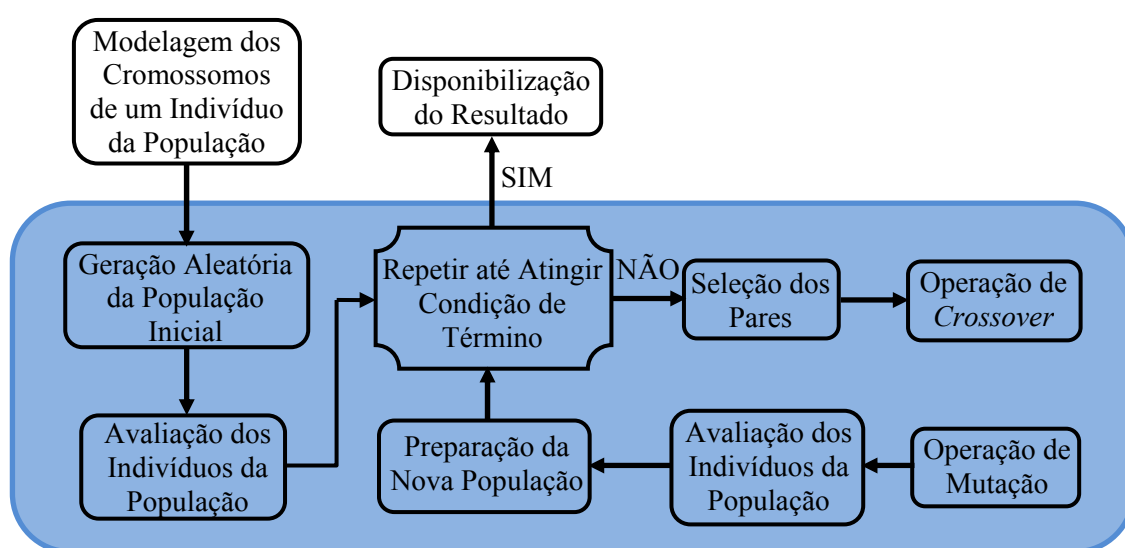 Modelagem dos
Cromossomos
de um Indivíduo
da População
Disponibilização
do Resultado
SIM
Geração Aleatória
da População
Inicial
Repetir até Atingir
Condição de
Término
NÃO
Seleção dos
Pares
Operação de
Crossover
Avaliação dos
Indivíduos da
População
Preparação da
Nova População
Avaliação dos
Indivíduos da
População
Operação de
Mutação